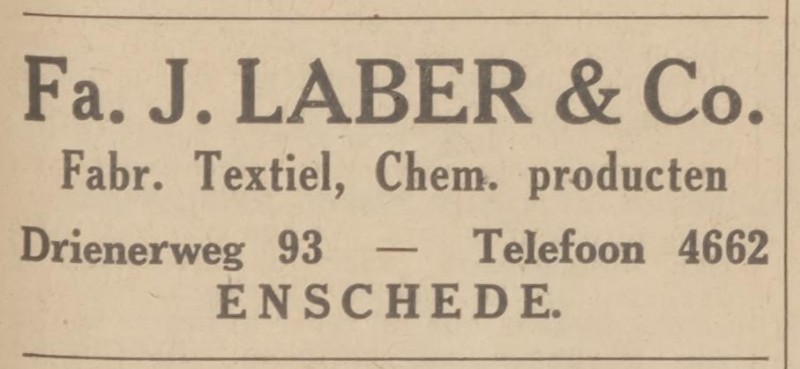 Fa. J. LABER & Co.
Fabr. Textiel, Chem. producten
Drienerweg 93 — Telefoon 4662
ENSCHEDE.